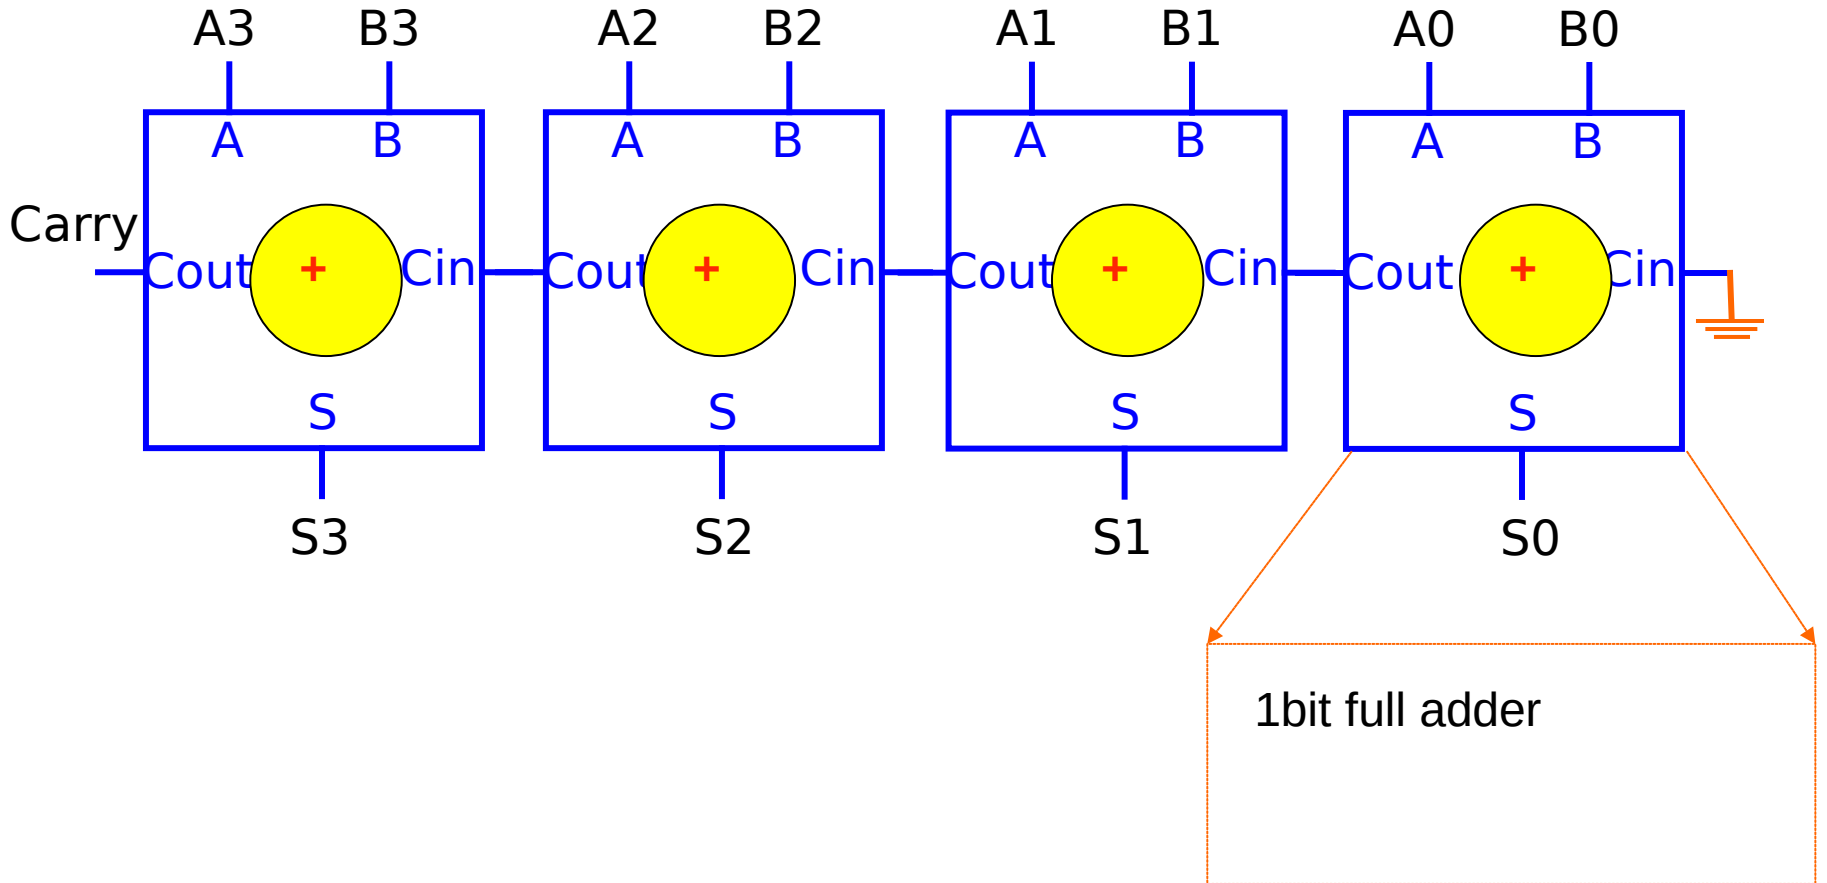 A3 B3 A2 B2 A1 B1 A0 B0
A B A B A B A B
Carry
Cout + Cin Cout + Cin Cout + Cin Cout + Cin
S S S S
S3 S2 S1 S0
1bit full adder